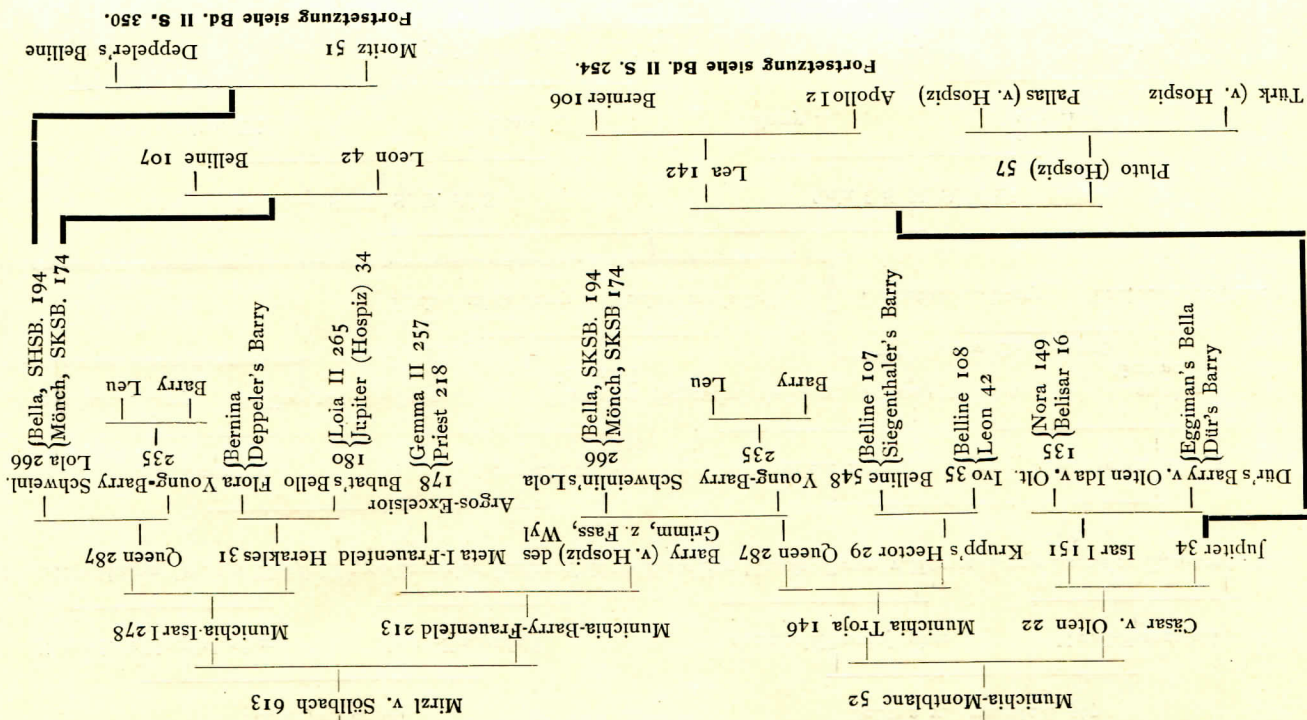 Munichia-Montblanc 52
Mirzl v. Söllbach 613
Cäsar v. Olten 22
Munichia Troja 146
Munichia-Barry-Frauenfeld 213
Munichia-Isar I 278
Jupiter 34
Isar I 151
Krupp's Hector 29
Queen 287
Barry (v. Hospiz) des
Grimm, z. Fass, Wyl
Meta I-Frauenfeld
Herakles 31
Queen 287
Dür's Barry v. Olten
Ida v. Olt.
135
Ivo 35
Belline 548
Young-Barry
235
Schweinlin's Lola
266
Argos-Excelsior
178
Bubat's Bello
180
Flora
Young-Barry
235
Schweinl.
Lola 266
Eggiman's Bella
Dür's Barry
Nora 149
Belisar 16
Belline 108
Leon 42
Belline 107
Siegenthaler's Barry
Barry
Leu
Bella, SKSB. 194
Mönch, SKSB 174
Gemma II 257
Priest 218
Loia II 265
Jupiter (Hospiz) 34
Bernina
Deppeler's Barry
Barry
Leu
Bella, SHSB. 194
Mönch, SKSB. 174
Pluto (Hospiz) 57
Lea 142
Leon 42
Belline 107
Türk (v. Hospiz
Pallas (v. Hospiz)
Apollo 12
Bernier 106
Fortsetzung siehe Bd. II S. 254.
Moritz 51
Deppeler's Belline
Fortsetzung siehe Bd. II S. 350.